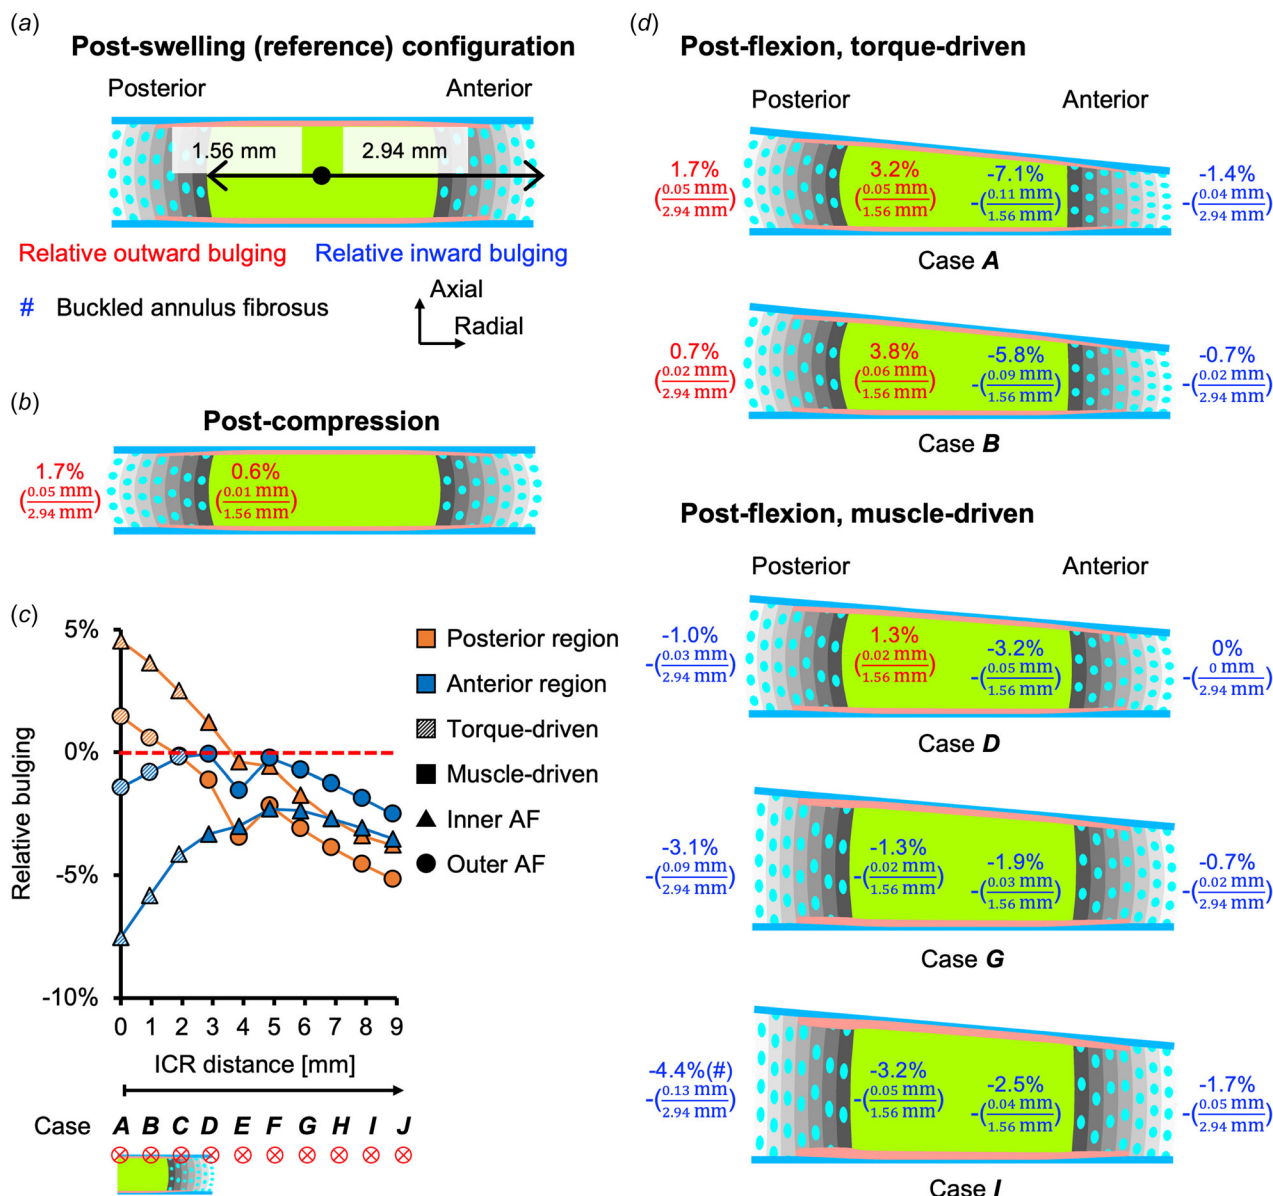 (a)
Post-swelling (reference) configuration
Posterior
Anterior
1.56 mm
2.94 mm
Relative outward bulging
Relative inward bulging
# Buckled annulus fibrosus
Axial
Radial
(b)
Post-compression
1.7%
(0.05 mm/2.94 mm)
0.6%
(0.01 mm/1.56 mm)
(c)
Relative bulging
5%
0%
-5%
-10%
0 1 2 3 4 5 6 7 8 9
ICR distance [mm]
Posterior region
Anterior region
Torque-driven
Muscle-driven
Inner AF
Outer AF
Case A B C D E F G H I J
(d)
Post-flexion, torque-driven
Posterior
Anterior
1.7%
(0.05 mm/2.94 mm)
3.2%
(0.05 mm/1.56 mm)
-7.1%
-(0.11 mm/1.56 mm)
-1.4%
-(0.04 mm/2.94 mm)
Case A
0.7%
(0.02 mm/2.94 mm)
3.8%
(0.06 mm/1.56 mm)
-5.8%
-(0.09 mm/1.56 mm)
-0.7%
-(0.02 mm/2.94 mm)
Case B
Post-flexion, muscle-driven
Posterior
Anterior
-1.0%
-(0.03 mm/2.94 mm)
1.3%
(0.02 mm/1.56 mm)
-3.2%
-(0.05 mm/1.56 mm)
0%
-(0 mm/2.94 mm)
Case D
-3.1%
-(0.09 mm/2.94 mm)
-1.3%
-(0.02 mm/1.56 mm)
-1.9%
-(0.03 mm/1.56 mm)
-0.7%
-(0.02 mm/2.94 mm)
Case G
-4.4%(#)
-(0.13 mm/2.94 mm)
-3.2%
-(0.05 mm/1.56 mm)
-2.5%
-(0.04 mm/1.56 mm)
-1.7%
-(0.05 mm/2.94 mm)
Case I